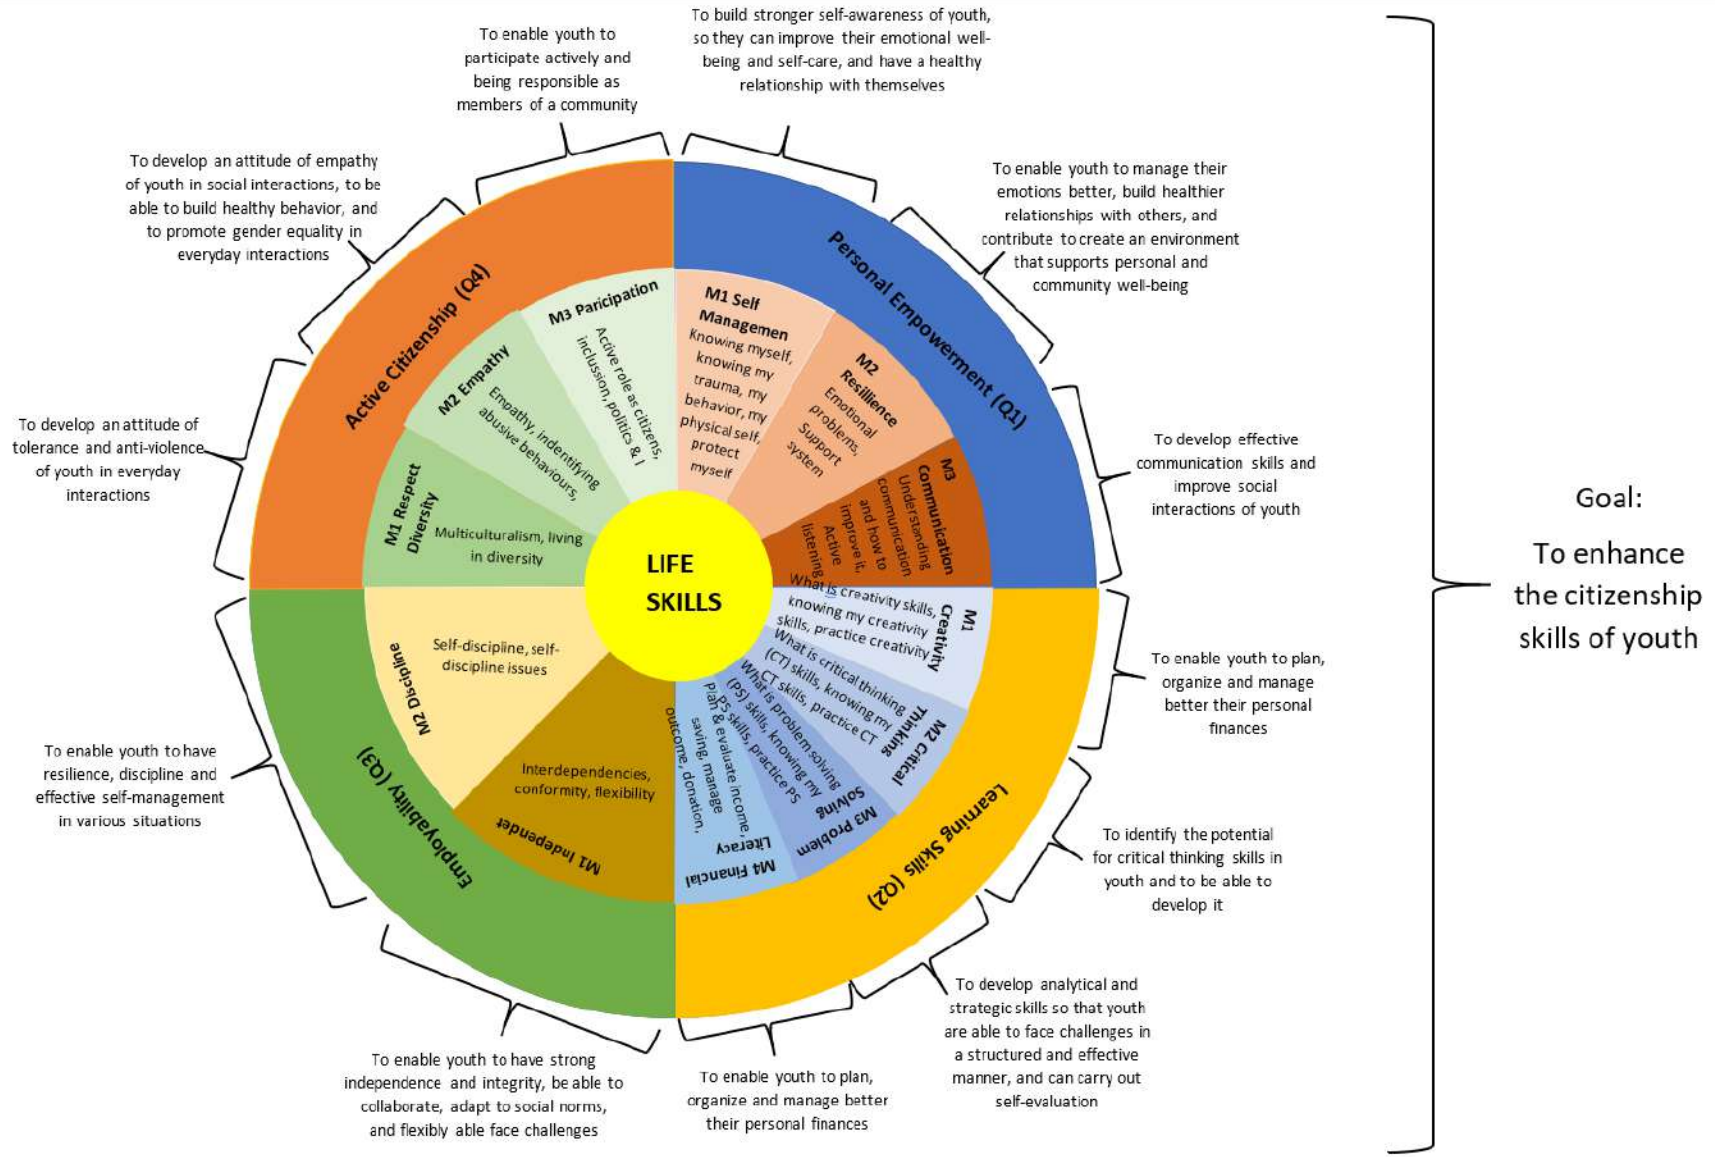 To build stronger self-awareness of youth,
so they can improve their emotional well-
being and self-care, and have a healthy
relationship with themselves
To enable youth to manage their
emotions better, build healthier
relationships with others, and
contribute to create an environment
that supports personal and
community well-being
To develop effective
communication skills and
improve social
interactions of youth
To enable youth to plan,
organize and manage
better their personal
finances
To identify the potential
for critical thinking skills in
youth and to be able to
develop it
To develop analytical and
strategic skills so that youth
are able to face challenges in
a structured and effective
manner, and can carry out
self-evaluation
To enable youth to plan,
organize and manage better
their personal finances
To enable youth to have strong
independence and integrity, be able to
collaborate, adapt to social norms,
and flexibly able face challenges
To enable youth to have
resilience, discipline and
effective self-management
in various situations
To develop an attitude of
tolerance and anti-violence
of youth in everyday
interactions
To develop an attitude of empathy
of youth in social interactions, to be
able to build healthy behavior, and
to promote gender equality in
everyday interactions
To enable youth to
participate actively and
being responsible as
members of a community
Personal Empowerment (Q1)
M1 Self
Managemen
Knowing myself,
knowing my
trauma, my
behavior, my
physical self,
protect
myself
M2
Resillience
Emotional
problems,
Support
system
M3
Communication
Understanding
communication
and how to
improve it,
Active
listening
Learning Skills (Q2)
M1
Creativity
What is creativity skills,
knowing my creativity
skills, practice creativity
M2 Critical
Thinking
What is critical thinking
(CT) skills, knowing my
CT skills, practice CT
M3 Problem
Solving
What is problem solving
(PS) skills, knowing my
PS skills, practice PS
M4 Financial
Literacy
Plan & evaluate income,
saving, manage
outcome, donation,
Employability (Q3)
M1 Independet
Interdependencies,
conformity, flexibility
M2 Discipline
Self-discipline, self-
discipline issues
Active Citizenship (Q4)
M1 Respect
Diversity
Multiculturalism, living
in diversity
M2 Empathy
Empathy, indentifying
abusive behaviours,
M3 Paricipation
Active role as citizens,
inclussion, politics & I
LIFE
SKILLS
Goal:
To enhance
the citizenship
skills of youth